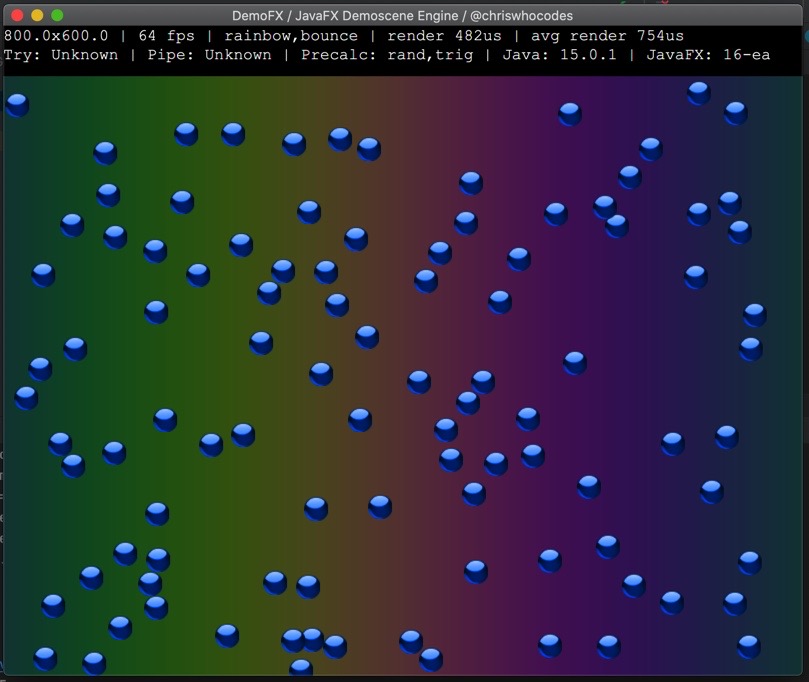 DemoFX / JavaFX Demoscene Engine / @chriswhocodes
800.0x600.0 | 64 fps | rainbow,bounce | render 482us | avg render 754us
Try: Unknown | Pipe: Unknown | Precalc: rand,trig | Java: 15.0.1 | JavaFX: 16-ea